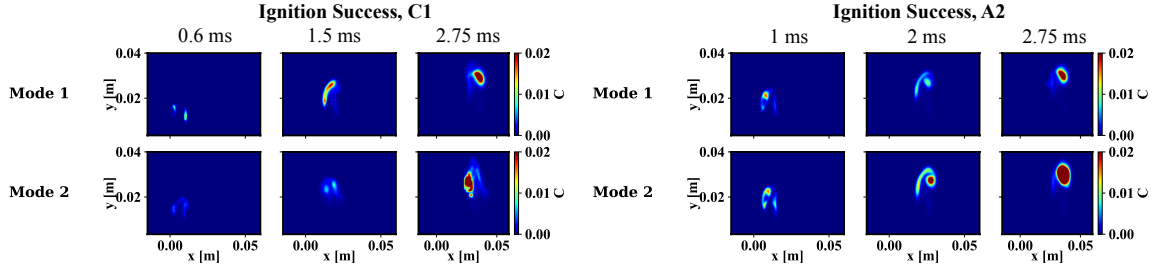 Ignition Success, C1
0.6 ms 1.5 ms 2.75 ms
Mode 1
y [m]
0.04
0.02
0.02
0.01
0.00
C
Mode 2
y [m]
0.04
0.02
0.02
0.01
0.00
C
0.00 0.05 0.00 0.05 0.00 0.05
x [m] x [m] x [m]
Ignition Success, A2
1 ms 2 ms 2.75 ms
Mode 1
y [m]
0.04
0.02
0.02
0.01
0.00
C
Mode 2
y [m]
0.04
0.02
0.02
0.01
0.00
C
0.00 0.05 0.00 0.05 0.00 0.05
x [m] x [m] x [m]